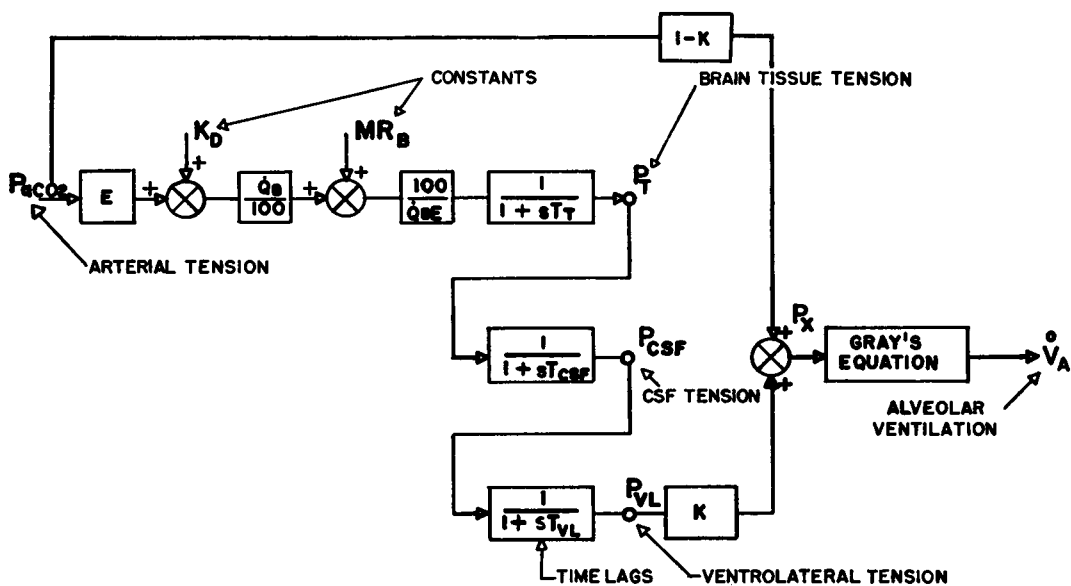 1-K
CONSTANTS
BRAIN TISSUE TENSION
K_D
MR_B
P_aCO2
E
+
+
Q̇_B
100
+
+
100
Q̇_BE
1
1 + sT_T
P_T
ARTERIAL TENSION
1
1 + sT_CSF
P_CSF
CSF TENSION
P_X
+
+
GRAY'S
EQUATION
V̊_A
ALVEOLAR
VENTILATION
1
1 + sT_VL
P_VL
K
TIME LAGS
VENTROLATERAL TENSION